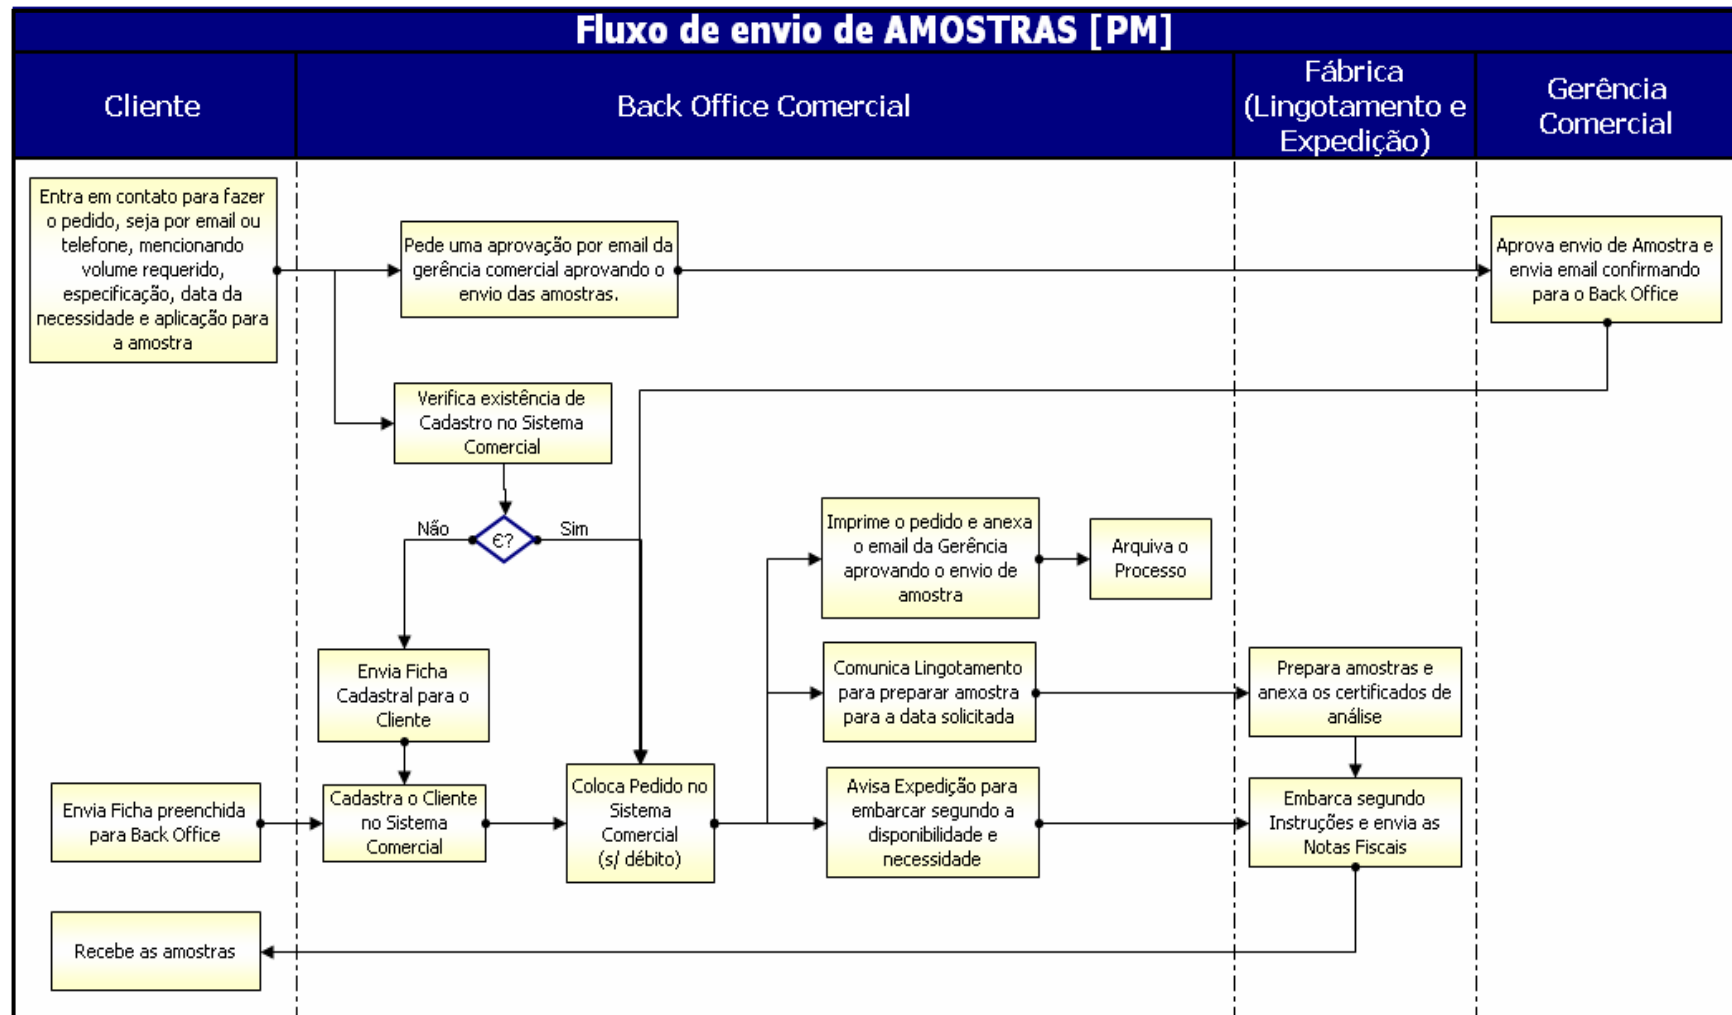 Fluxo de envio de AMOSTRAS [PM]
Cliente
Back Office Comercial
Fábrica
(Lingotamento e
Expedição)
Gerência
Comercial
Entra em contato para fazer
o pedido, seja por email ou
telefone, mencionando
volume requerido,
especificação, data da
necessidade e aplicação para
a amostra
Pede uma aprovação por email da
gerência comercial aprovando o
envio das amostras.
Aprova envio de Amostra e
envia email confirmando
para o Back Office
Verifica existência de
Cadastro no Sistema
Comercial
Não
€?
Sim
Imprime o pedido e anexa
o email da Gerência
aprovando o envio de
amostra
Arquiva o
Processo
Envia Ficha
Cadastral para o
Cliente
Comunica Lingotamento
para preparar amostra
para a data solicitada
Prepara amostras e
anexa os certificados de
análise
Envia Ficha preenchida
para Back Office
Cadastra o Cliente
no Sistema
Comercial
Coloca Pedido no
Sistema
Comercial
(s/ débito)
Avisa Expedição para
embarcar segundo a
disponibilidade e
necessidade
Embarca segundo
Instruções e envia as
Notas Fiscais
Recebe as amostras